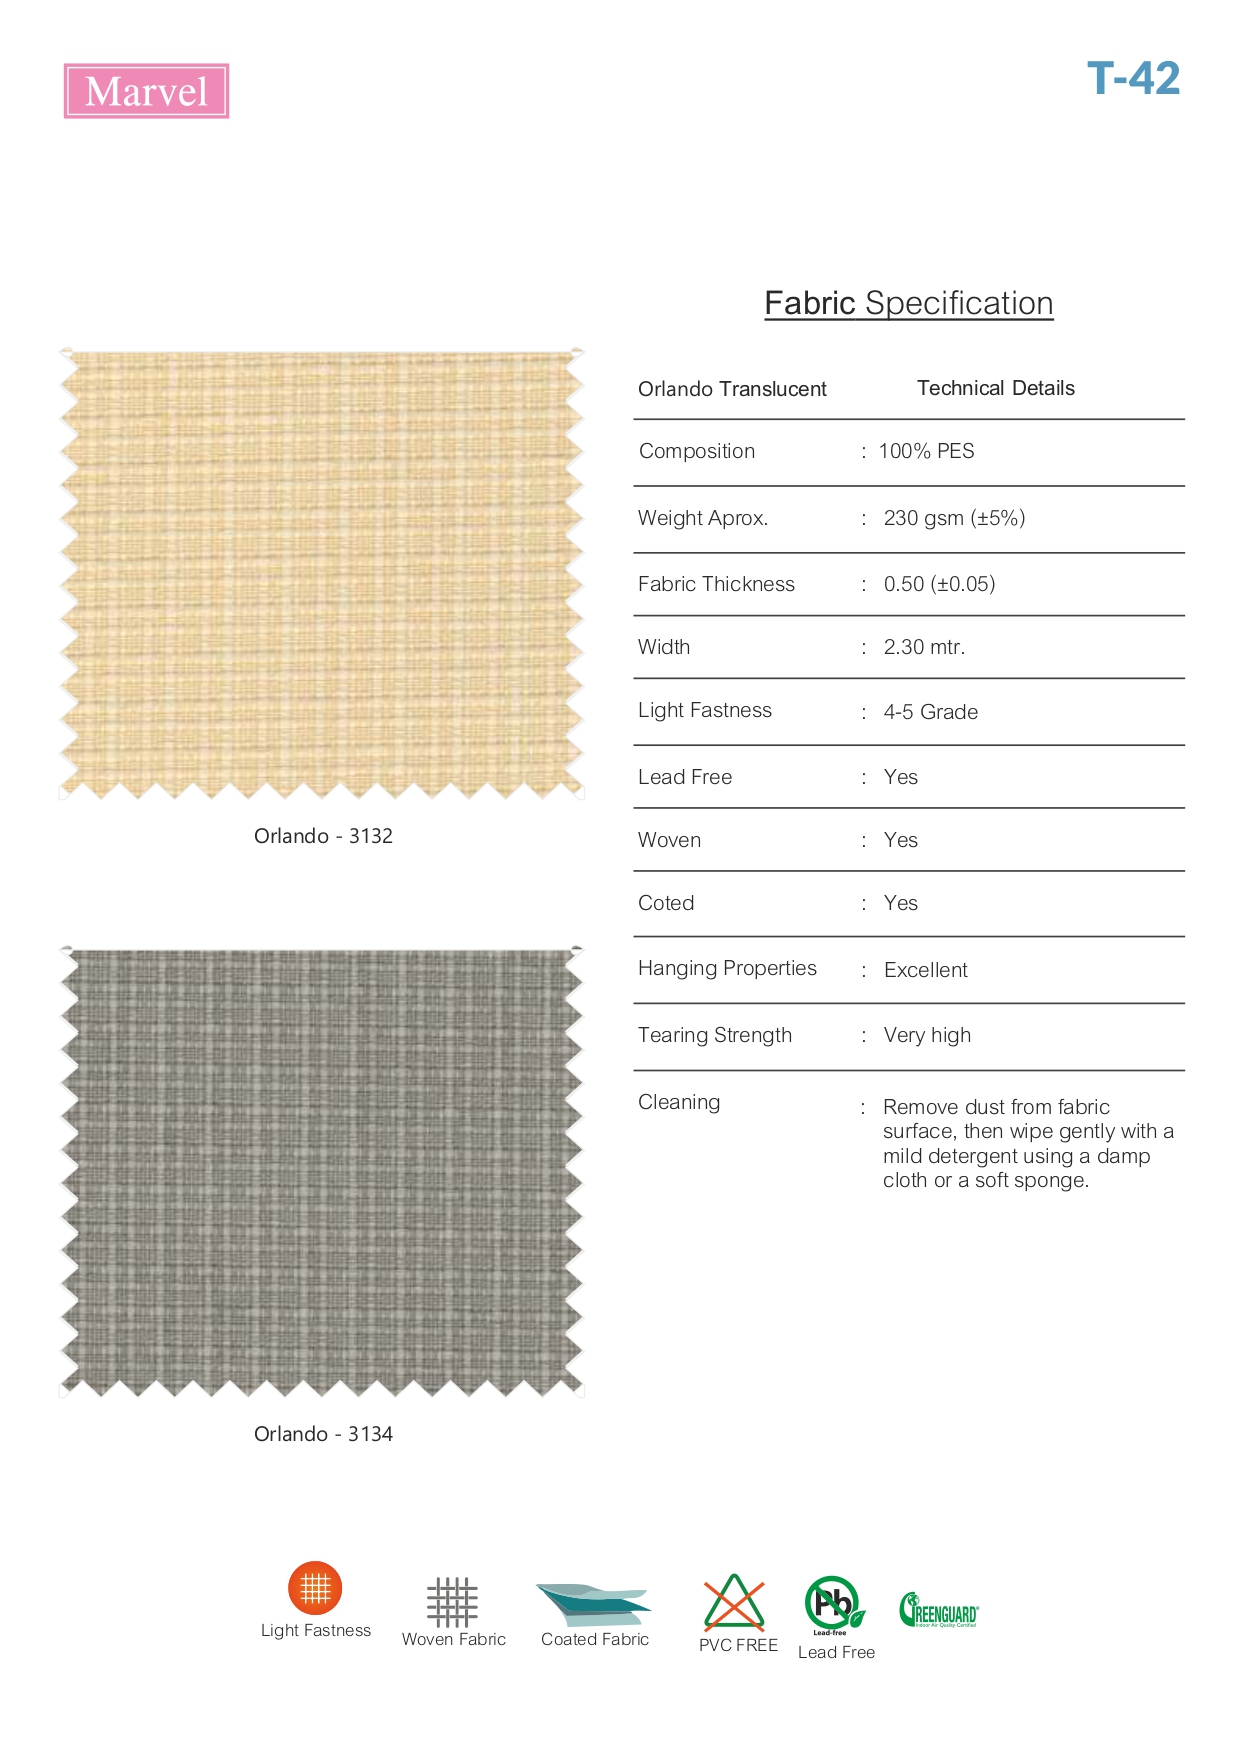 Marvel
T-42
Fabric Specification
Orlando Translucent Technical Details
Composition : 100% PES
Weight Aprox. : 230 gsm (±5%)
Fabric Thickness : 0.50 (±0.05)
Width : 2.30 mtr.
Light Fastness : 4-5 Grade
Lead Free : Yes
Woven : Yes
Coted : Yes
Hanging Properties : Excellent
Tearing Strength : Very high
Cleaning : Remove dust from fabric
surface, then wipe gently with a
mild detergent using a damp
cloth or a soft sponge.
Orlando - 3132
Orlando - 3134
Light Fastness
Woven Fabric
Coated Fabric
PVC FREE
Pb
Lead-free
Lead Free
GREENGUARD®
Indoor Air Quality Certified